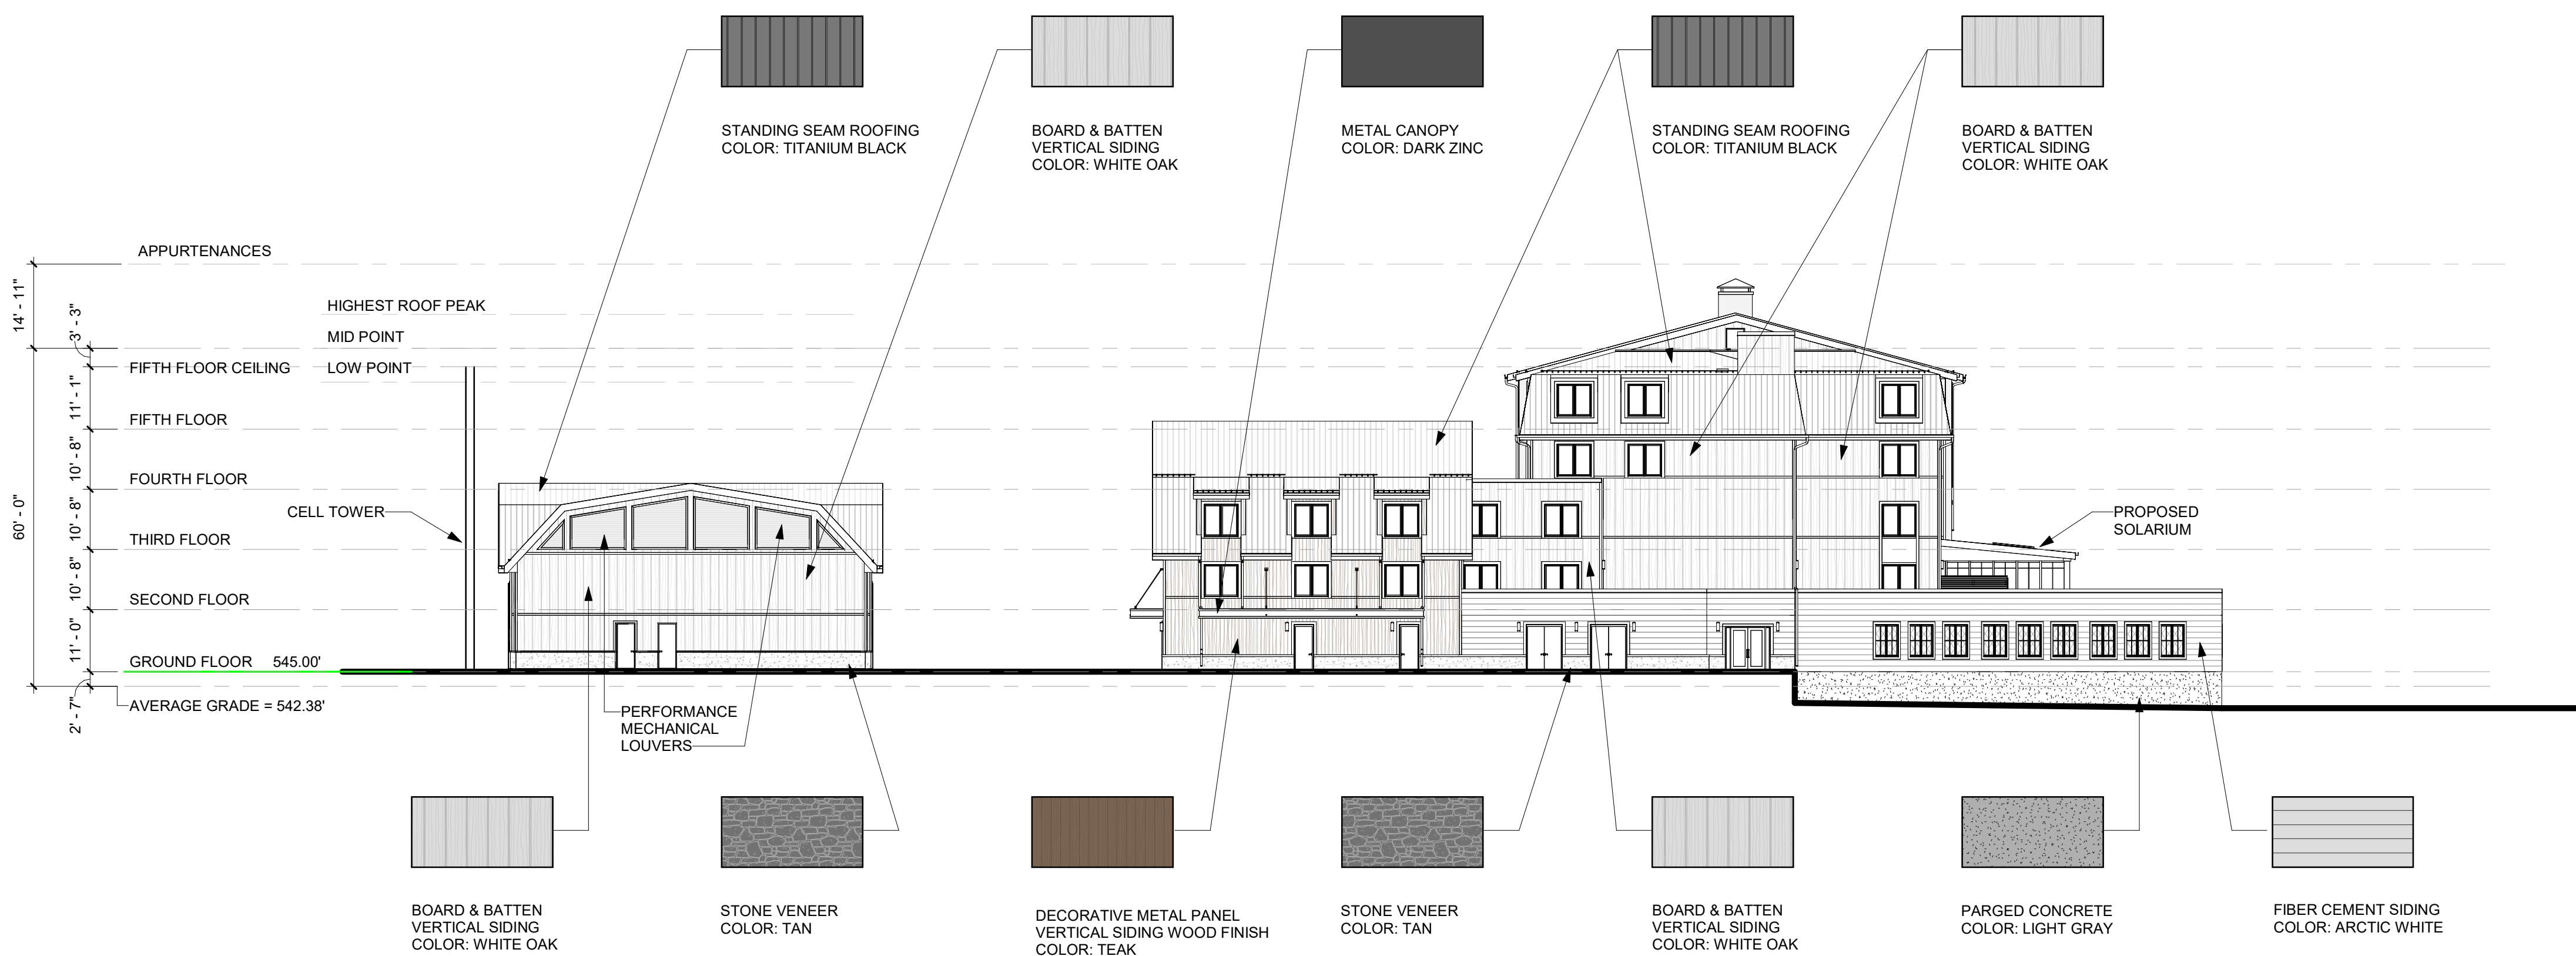 STANDING SEAM ROOFING
COLOR: TITANIUM BLACK
BOARD & BATTEN
VERTICAL SIDING
COLOR: WHITE OAK
METAL CANOPY
COLOR: DARK ZINC
STANDING SEAM ROOFING
COLOR: TITANIUM BLACK
BOARD & BATTEN
VERTICAL SIDING
COLOR: WHITE OAK
APPURTENANCES
14' - 11"
HIGHEST ROOF PEAK
3' - 3"
MID POINT
FIFTH FLOOR CEILING
LOW POINT
11' - 1"
FIFTH FLOOR
10' - 8"
FOURTH FLOOR
10' - 8"
CELL TOWER
60' - 0"
THIRD FLOOR
PROPOSED
SOLARIUM
10' - 8"
SECOND FLOOR
11' - 0"
GROUND FLOOR 545.00'
2' - 7"
AVERAGE GRADE = 542.38'
PERFORMANCE
MECHANICAL
LOUVERS
BOARD & BATTEN
VERTICAL SIDING
COLOR: WHITE OAK
STONE VENEER
COLOR: TAN
DECORATIVE METAL PANEL
VERTICAL SIDING WOOD FINISH
COLOR: TEAK
STONE VENEER
COLOR: TAN
BOARD & BATTEN
VERTICAL SIDING
COLOR: WHITE OAK
PARGED CONCRETE
COLOR: LIGHT GRAY
FIBER CEMENT SIDING
COLOR: ARCTIC WHITE